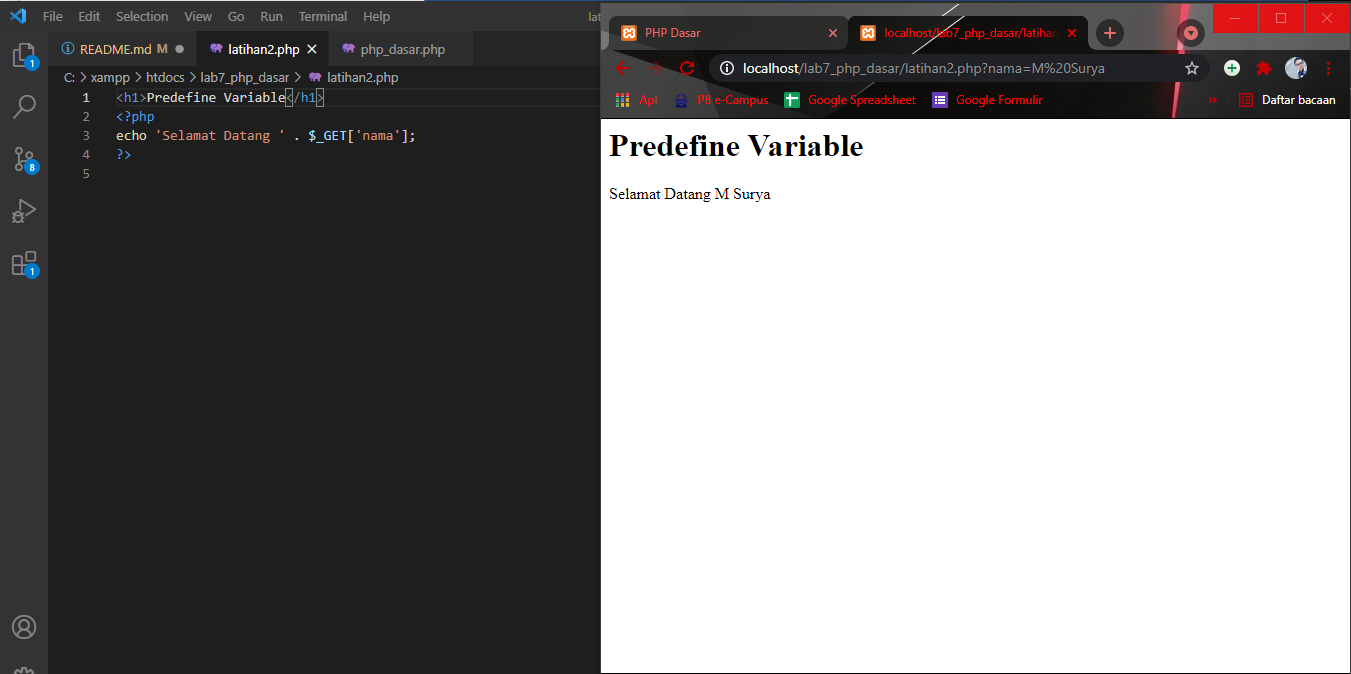 File Edit Selection View Go Run Terminal Help lat
README.md M latihan2.php php_dasar.php
C: > xampp > htdocs > lab7_php_dasar > latihan2.php
1 <h1>Predefine Variable</h1>
2 <?php
3 echo 'Selamat Datang ' . $_GET['nama'];
4 ?>
5
1
8
1
PHP Dasar localhost/lab7_php_dasar/latihan
localhost/lab7_php_dasar/latihan2.php?nama=M%20Surya
Apl P8 e-Campus Google Spreadsheet Google Formulir » Daftar bacaan
Predefine Variable
Selamat Datang M Surya